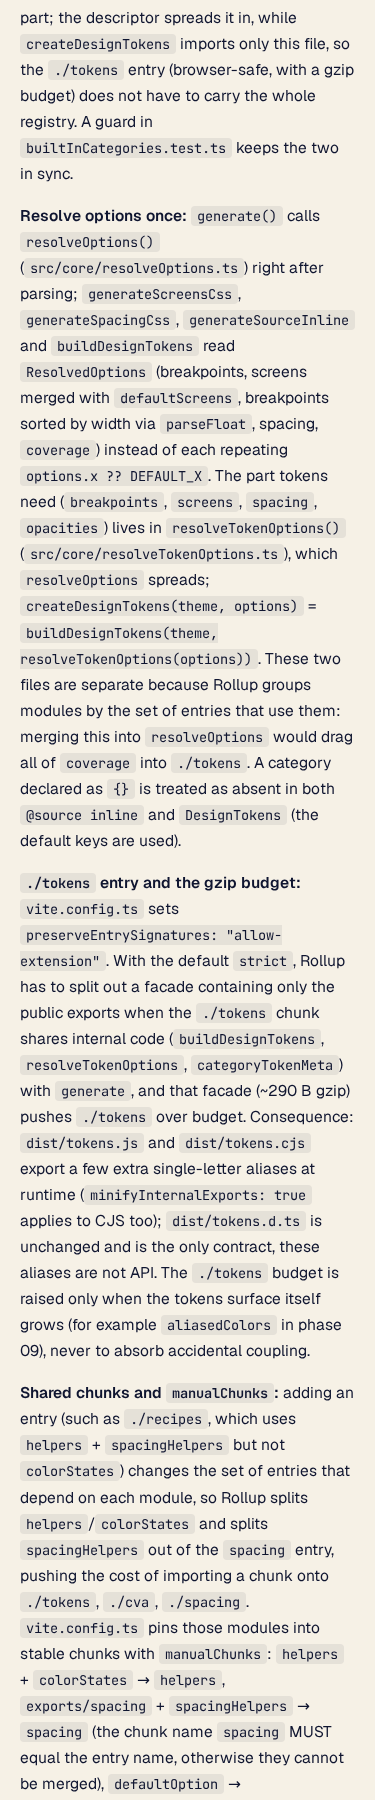 part; the descriptor spreads it in, while
createDesignTokens imports only this file, so
the ./tokens entry (browser-safe, with a gzip
budget) does not have to carry the whole
registry. A guard in
builtInCategories.test.ts keeps the two
in sync.
Resolve options once: generate() calls
resolveOptions()
(src/core/resolveOptions.ts) right after
parsing; generateScreensCss,
generateSpacingCss, generateSourceInline
and buildDesignTokens read
ResolvedOptions (breakpoints, screens
merged with defaultScreens, breakpoints
sorted by width via parseFloat, spacing,
coverage) instead of each repeating
options.x ?? DEFAULT_X. The part tokens
need (breakpoints, screens, spacing,
opacities) lives in resolveTokenOptions()
(src/core/resolveTokenOptions.ts), which
resolveOptions spreads;
createDesignTokens(theme, options) =
buildDesignTokens(theme,
resolveTokenOptions(options)). These two
files are separate because Rollup groups
modules by the set of entries that use them:
merging this into resolveOptions would drag
all of coverage into ./tokens. A category
declared as {} is treated as absent in both
@source inline and DesignTokens (the
default keys are used).
./tokens entry and the gzip budget:
vite.config.ts sets
preserveEntrySignatures: "allow-
extension". With the default strict, Rollup
has to split out a facade containing only the
public exports when the ./tokens chunk
shares internal code (buildDesignTokens,
resolveTokenOptions, categoryTokenMeta)
with generate, and that facade (~290 B gzip)
pushes ./tokens over budget. Consequence:
dist/tokens.js and dist/tokens.cjs
export a few extra single-letter aliases at
runtime (minifyInternalExports: true
applies to CJS too); dist/tokens.d.ts is
unchanged and is the only contract, these
aliases are not API. The ./tokens budget is
raised only when the tokens surface itself
grows (for example aliasedColors in phase
09), never to absorb accidental coupling.
Shared chunks and manualChunks: adding an
entry (such as ./recipes, which uses
helpers + spacingHelpers but not
colorStates) changes the set of entries that
depend on each module, so Rollup splits
helpers/colorStates and splits
spacingHelpers out of the spacing entry,
pushing the cost of importing a chunk onto
./tokens, ./cva, ./spacing.
vite.config.ts pins those modules into
stable chunks with manualChunks: helpers
+ colorStates → helpers,
exports/spacing + spacingHelpers →
spacing (the chunk name spacing MUST
equal the entry name, otherwise they cannot
be merged), defaultOption →